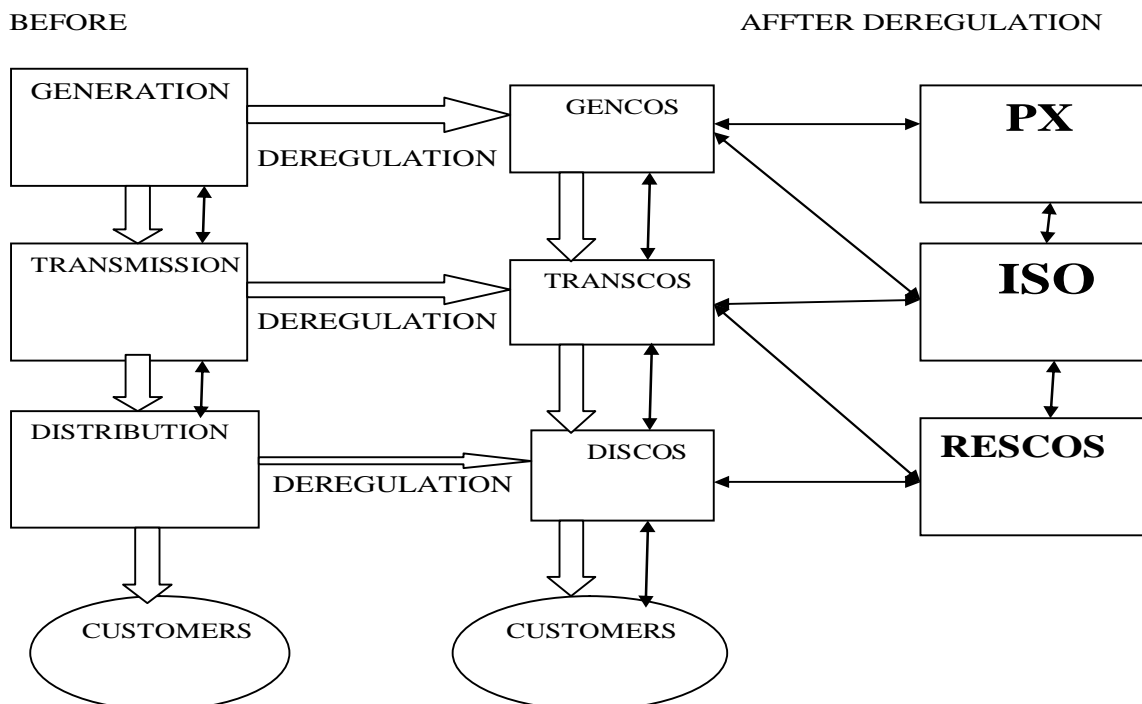 BEFORE
AFFTER DEREGULATION
GENERATION
GENCOS
PX
DEREGULATION
TRANSMISSION
TRANSCOS
ISO
DEREGULATION
DISTRIBUTION
DISCOS
RESCOS
DEREGULATION
CUSTOMERS
CUSTOMERS